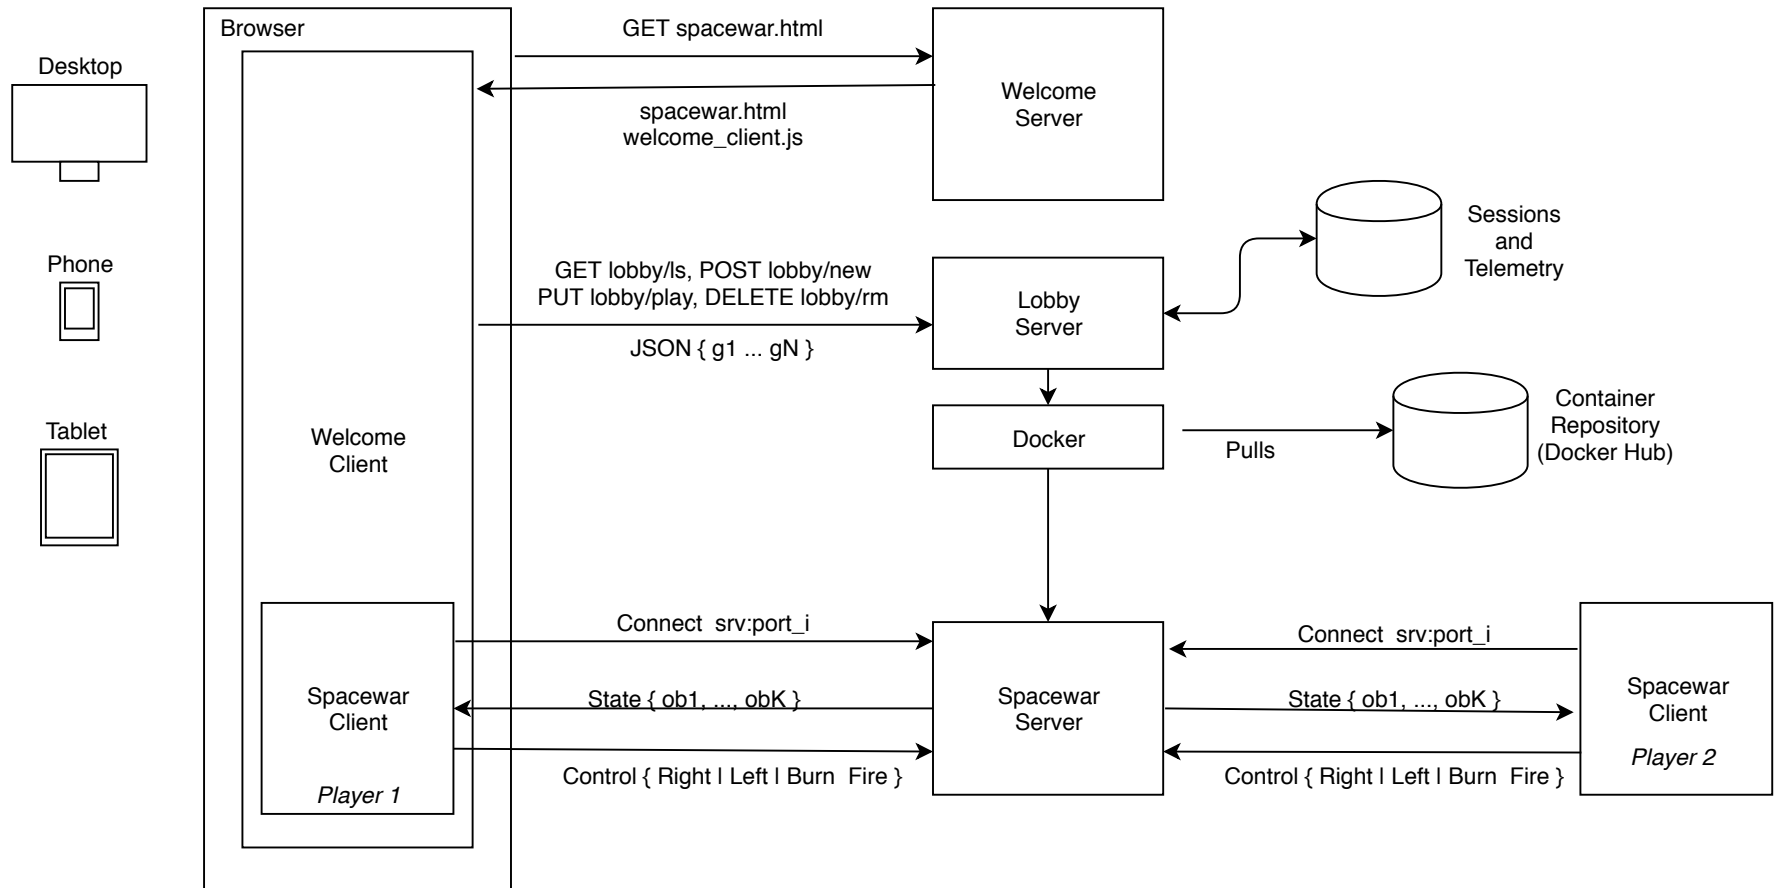 Browser
GET spacewar.html
Desktop
Welcome
Server
spacewar.html
welcome_client.js
Sessions
and
Telemetry
Phone
GET lobby/ls, POST lobby/new
PUT lobby/play, DELETE lobby/rm
Lobby
Server
JSON { g1 ... gN }
Container
Repository
(Docker Hub)
Tablet
Welcome
Client
Docker
Pulls
Connect  srv:port_i
Connect  srv:port_i
Spacewar
Client
State { ob1, ..., obK }
Spacewar
Server
State { ob1, ..., obK }
Spacewar
Client
Player 1
Control { Right | Left | Burn  Fire }
Control { Right | Left | Burn  Fire }
Player 2